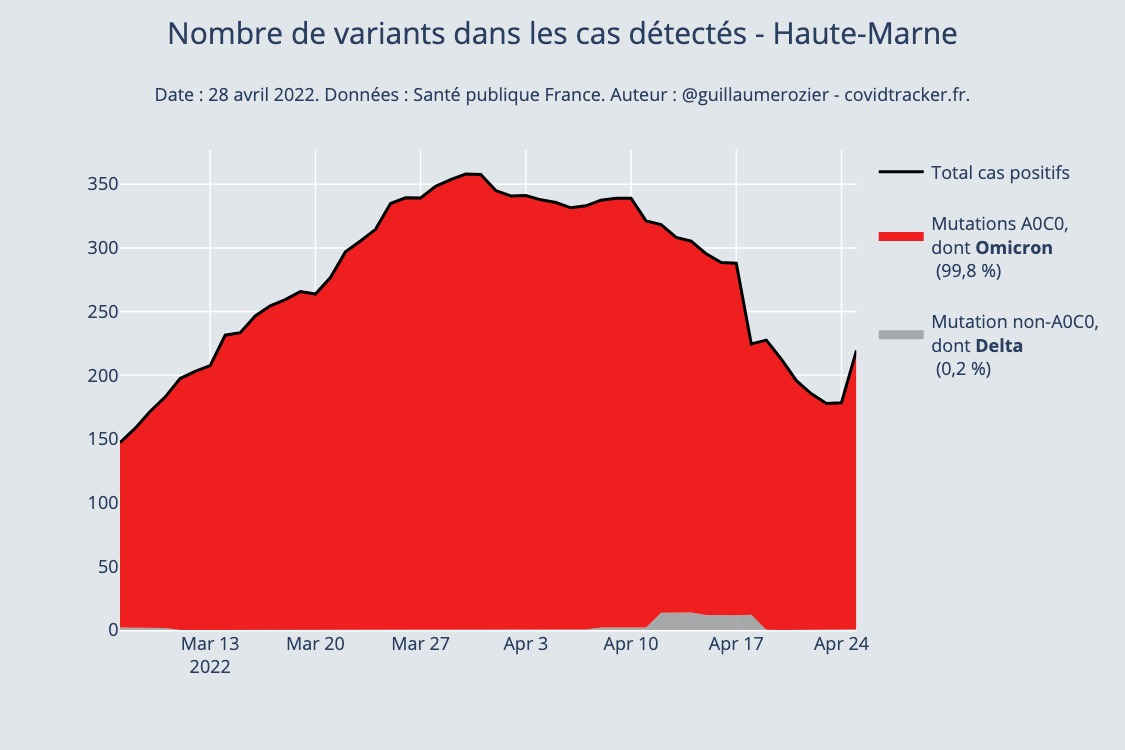 Nombre de variants dans les cas détectés - Haute-Marne
Date : 28 avril 2022. Données : Santé publique France. Auteur : @guillaumerozier - covidtracker.fr.
Total cas positifs
Mutations A0C0,
dont Omicron
(99,8 %)
Mutation non-A0C0,
dont Delta
(0,2 %)
350
300
250
200
150
100
50
0
Mar 13
2022
Mar 20
Mar 27
Apr 3
Apr 10
Apr 17
Apr 24